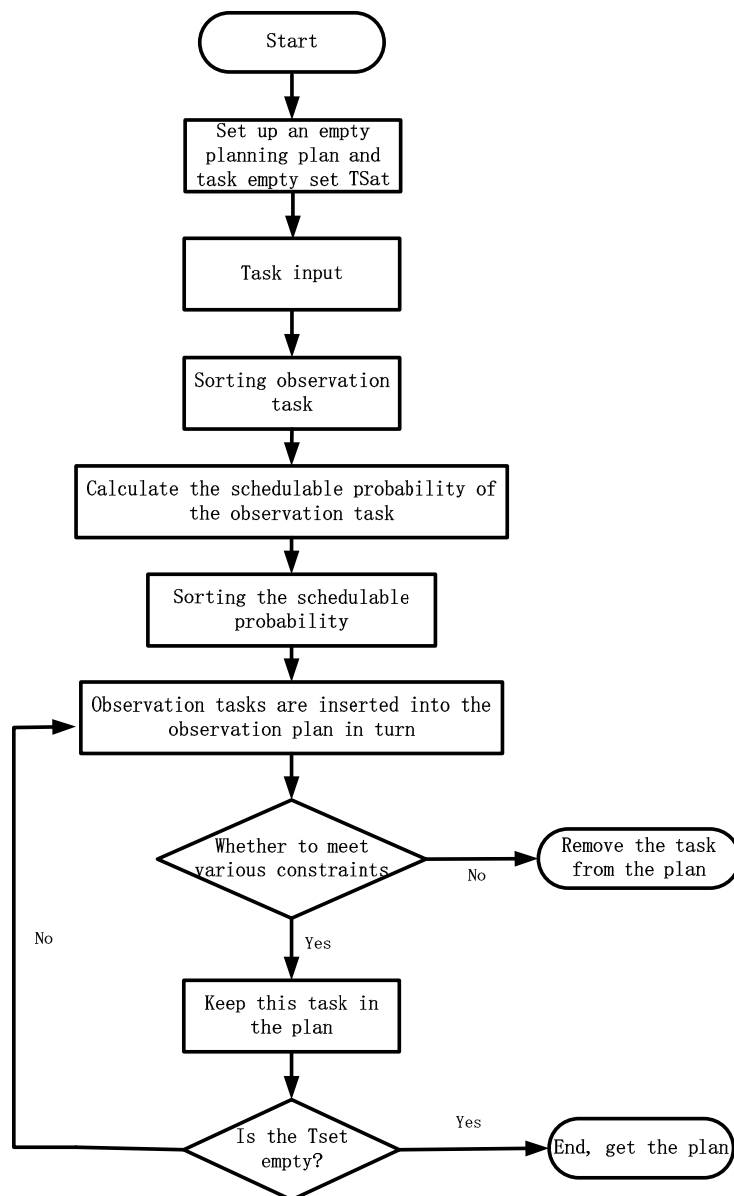 Start
Set up an empty
planning plan and
task empty set TSat
Task input
Sorting observation
task
Calculate the schedulable probability of
the observation task
Sorting the schedulable
probability
Observation tasks are inserted into the
observation plan in turn
Whether to meet
various constraints
No
Remove the task
from the plan
Yes
No
Keep this task in
the plan
Is the Tset
empty?
Yes
End, get the plan